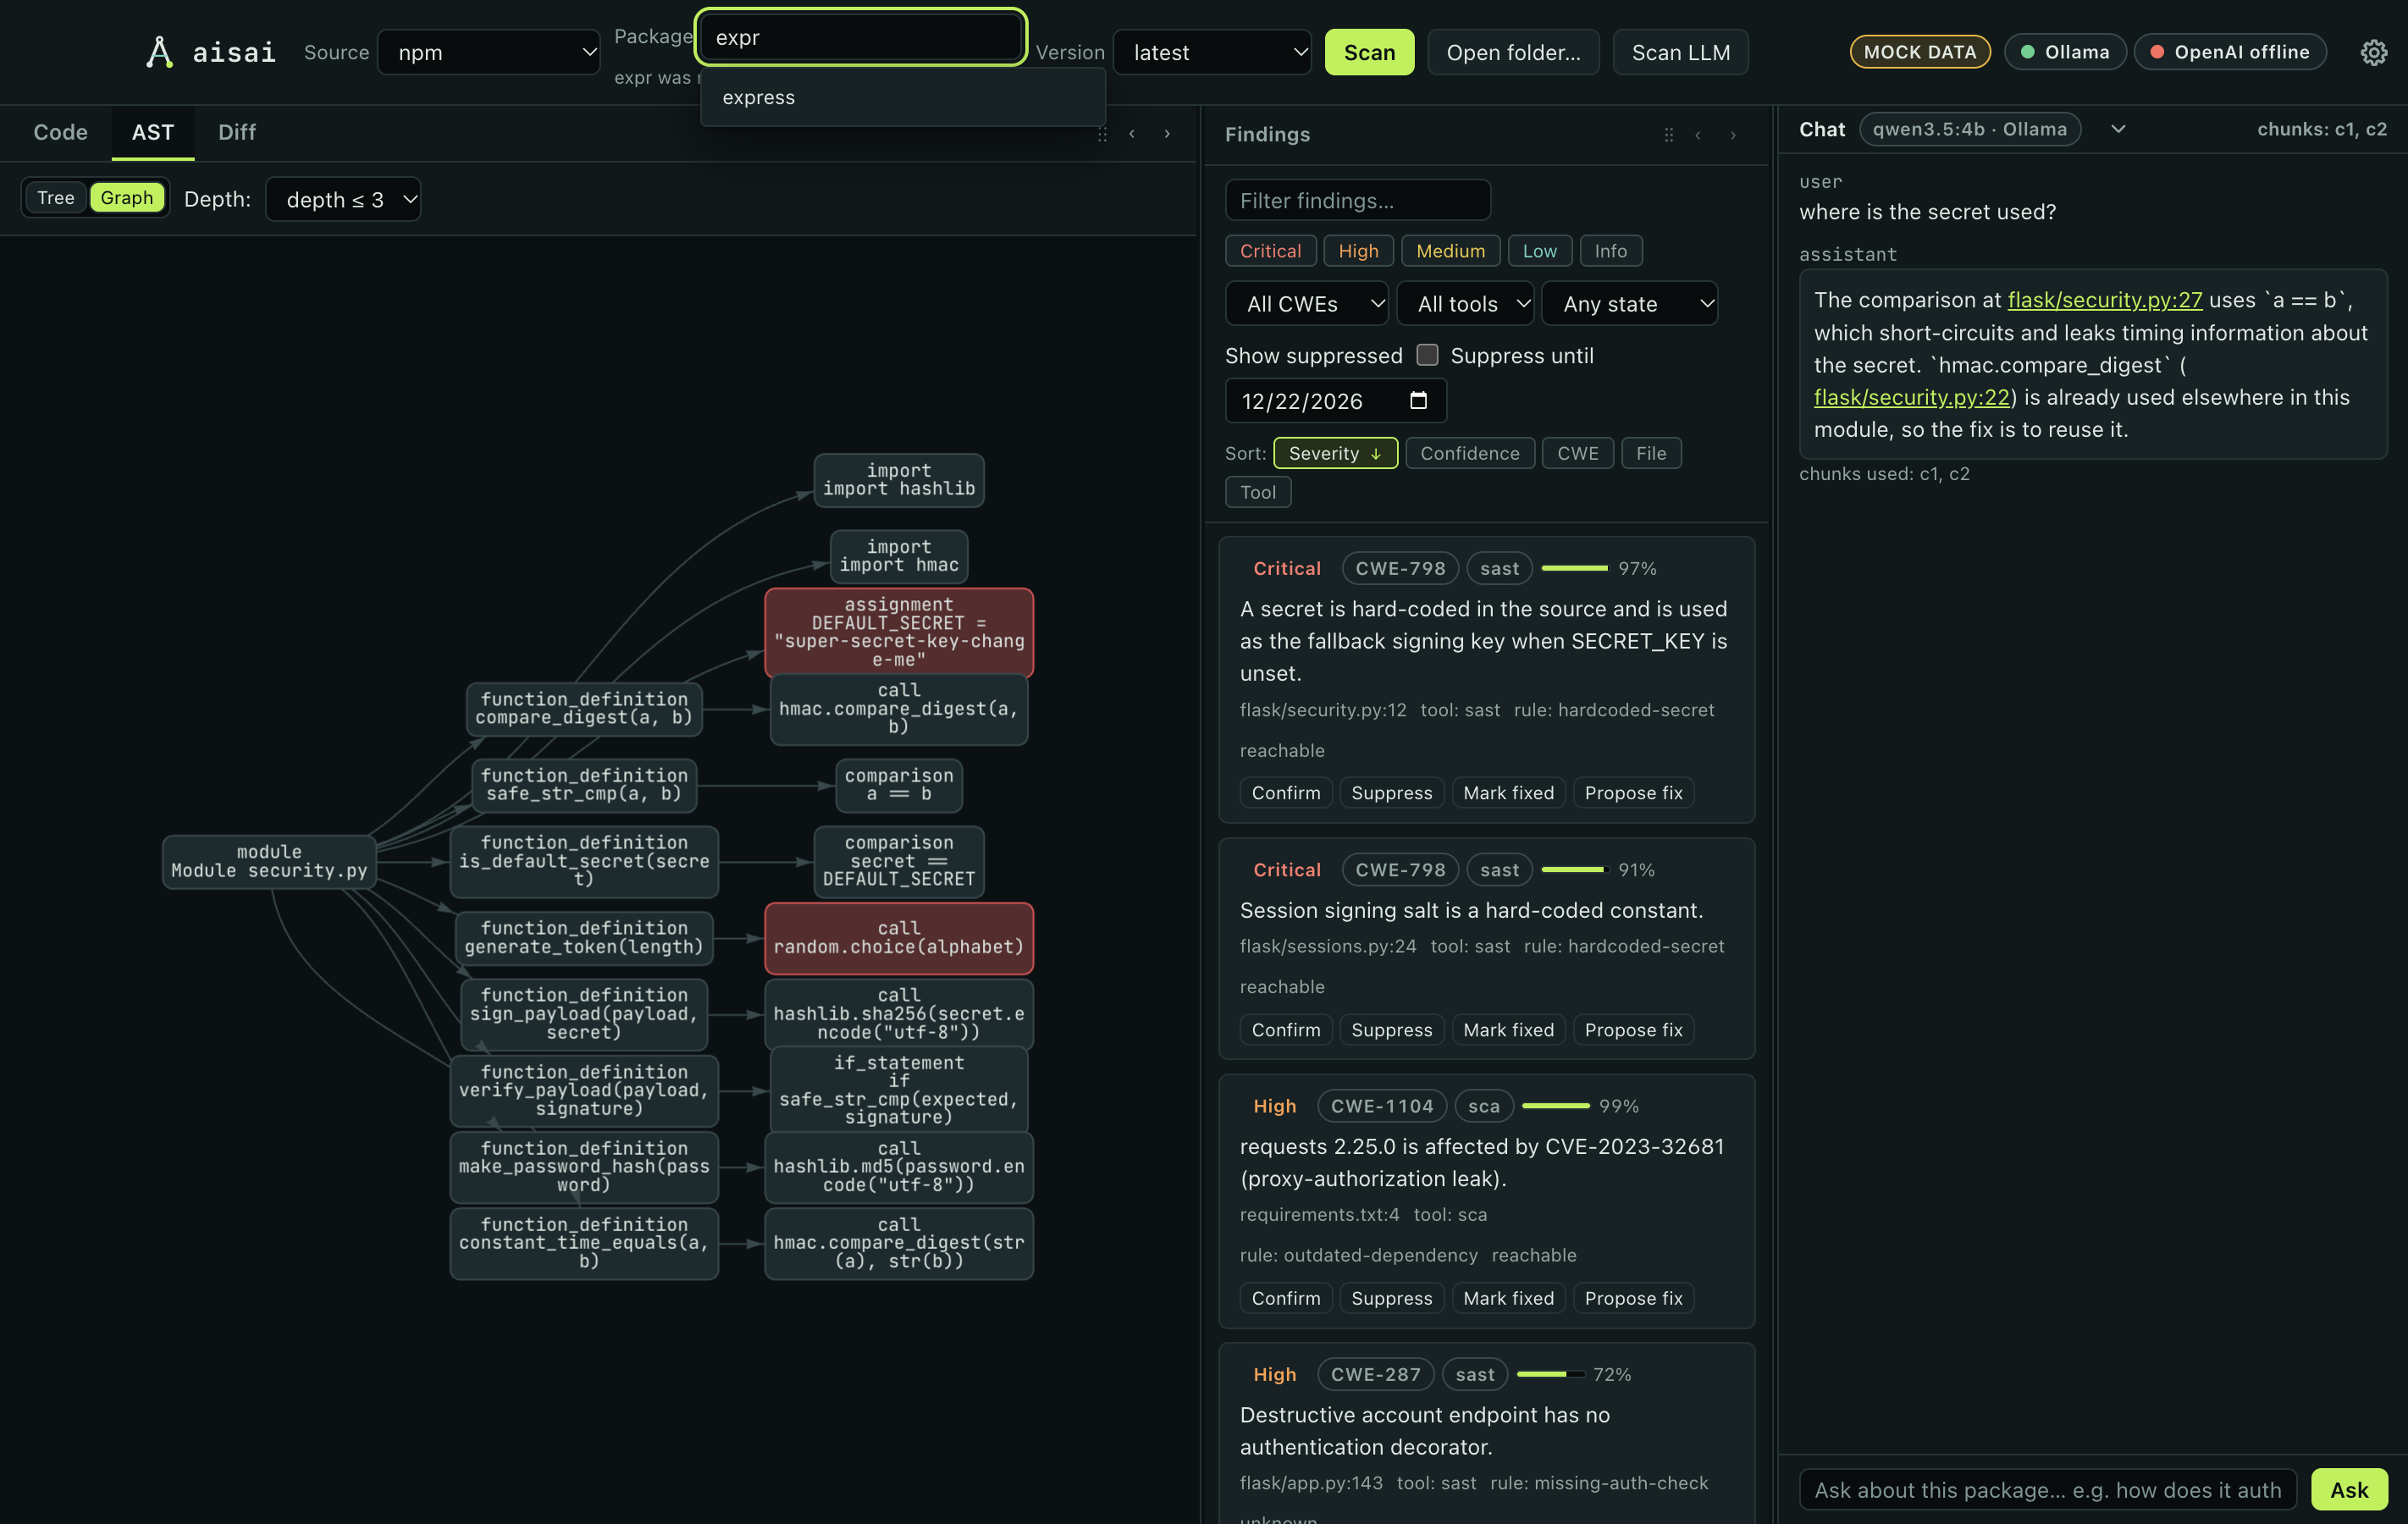 aisai
Source
npm
Package
expr
expr was
express
Version
latest
Scan
Open folder...
Scan LLM
MOCK DATA
Ollama
OpenAI offline
Code
AST
Diff
Tree
Graph
Depth:
depth ≤ 3
import
import hashlib
import
import hmac
assignment
DEFAULT_SECRET =
"super-secret-key-chang
e-me"
function_definition
compare_digest(a, b)
call
hmac.compare_digest(a,
b)
function_definition
safe_str_cmp(a, b)
comparison
a == b
module
Module security.py
function_definition
is_default_secret(secre
t)
comparison
secret ==
DEFAULT_SECRET
function_definition
generate_token(length)
call
random.choice(alphabet)
function_definition
sign_payload(payload,
secret)
call
hashlib.sha256(secret.e
ncode("utf-8"))
function_definition
verify_payload(payload,
signature)
if_statement
if
safe_str_cmp(expected,
signature)
function_definition
make_password_hash(pass
word)
call
hashlib.md5(password.en
code("utf-8"))
function_definition
constant_time_equals(a,
b)
call
hmac.compare_digest(str
(a), str(b))
Findings
Filter findings...
Critical
High
Medium
Low
Info
All CWEs
All tools
Any state
Show suppressed
Suppress until
12/22/2026
Sort:
Severity ↓
Confidence
CWE
File
Tool
Critical CWE-798 sast 97%
A secret is hard-coded in the source and is used
as the fallback signing key when SECRET_KEY is
unset.
flask/security.py:12 tool: sast rule: hardcoded-secret
reachable
Confirm Suppress Mark fixed Propose fix
Critical CWE-798 sast 91%
Session signing salt is a hard-coded constant.
flask/sessions.py:24 tool: sast rule: hardcoded-secret
reachable
Confirm Suppress Mark fixed Propose fix
High CWE-1104 sca 99%
requests 2.25.0 is affected by CVE-2023-32681
(proxy-authorization leak).
requirements.txt:4 tool: sca
rule: outdated-dependency reachable
Confirm Suppress Mark fixed Propose fix
High CWE-287 sast 72%
Destructive account endpoint has no
authentication decorator.
flask/app.py:143 tool: sast rule: missing-auth-check
unknown
Chat
qwen3.5:4b · Ollama
chunks: c1, c2
user
where is the secret used?
assistant
The comparison at flask/security.py:27 uses `a == b`,
which short-circuits and leaks timing information about
the secret. `hmac.compare_digest` (
flask/security.py:22) is already used elsewhere in this
module, so the fix is to reuse it.
chunks used: c1, c2
Ask about this package... e.g. how does it auth
Ask